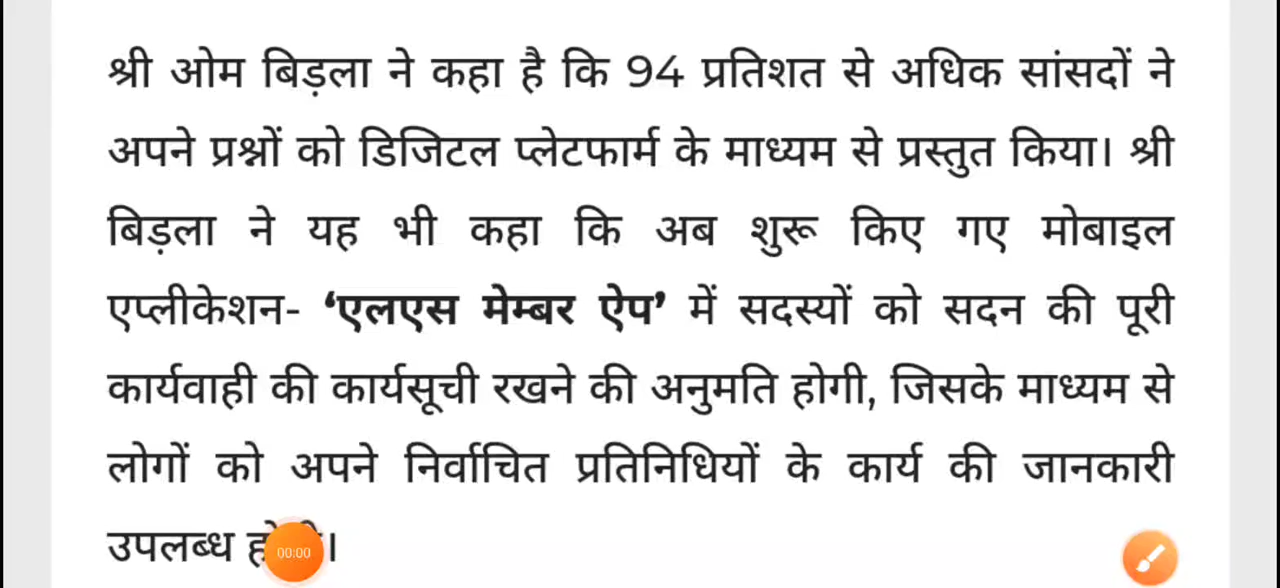 श्री ओम बिड़ला ने कहा है कि 94 प्रतिशत से अधिक सांसदों ने
अपने प्रश्नों को डिजिटल प्लेटफार्म के माध्यम से प्रस्तुत किया। श्री
बिड़ला ने यह भी कहा कि अब शुरू किए गए मोबाइल
एप्लीकेशन- ‘एलएस मेम्बर ऐप’ में सदस्यों को सदन की पूरी
कार्यवाही की कार्यसूची रखने की अनुमति होगी, जिसके माध्यम से
लोगों को अपने निर्वाचित प्रतिनिधियों के कार्य की जानकारी
उपलब्ध
00:00